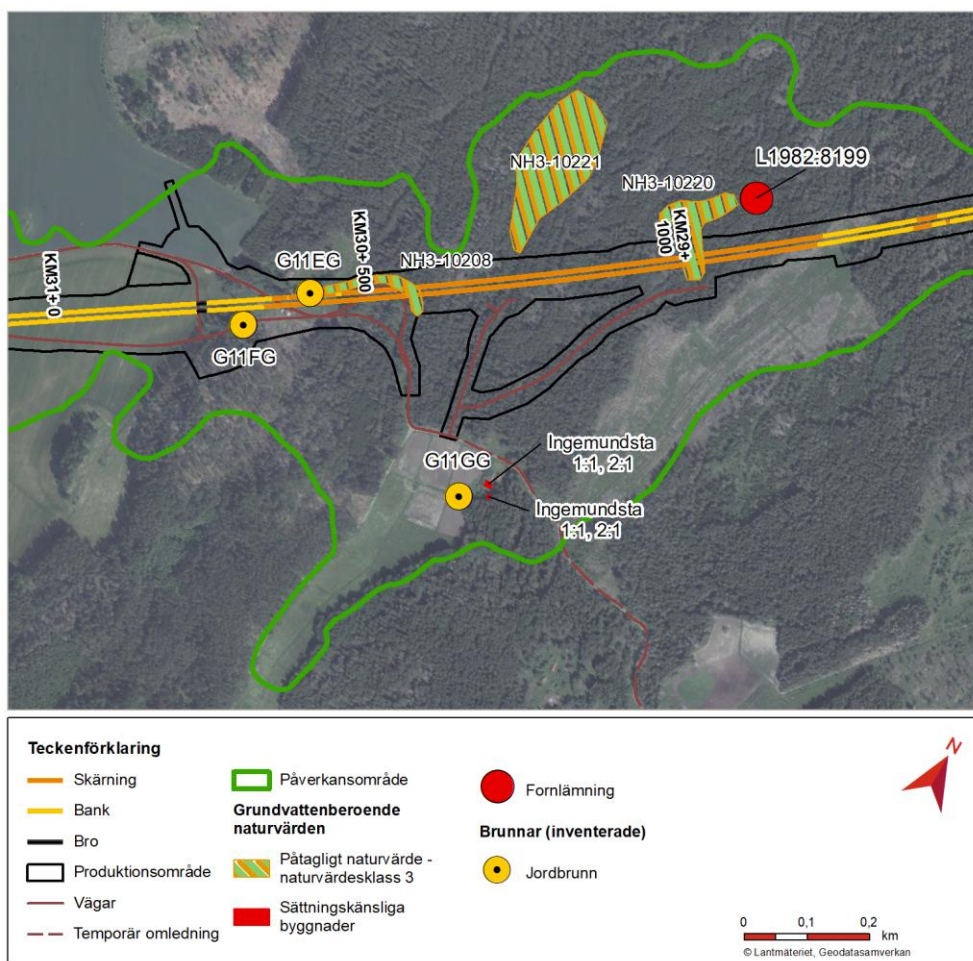 NH3-10221
L1982:8199
NH3-10220
KM29+
1000
KM30+ 500
G11EG
NH3-10208
KM31+0
G11FG
G11GG
Ingemundsta
1:1, 2:1
Ingemundsta
1:1, 2:1
Teckenförklaring
Skärning
Bank
Bro
Produktionsområde
Vägar
Temporär omledning
Påverkansområde
Grundvattenberoende
naturvärden
Påtagligt naturvärde -
naturvärdesklass 3
Sättningskänsliga
byggnader
Fornlämning
Brunnar (inventerade)
Jordbrunn
N
0 0,1 0,2
km
© Lantmäteriet, Geodatasamverkan